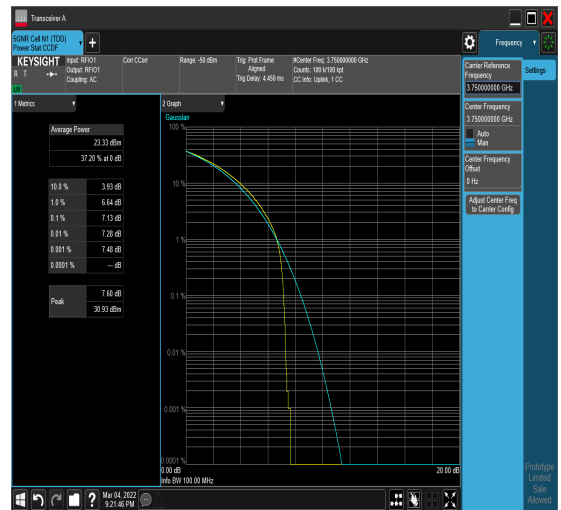 Transceiver A
5GNR Cell N1 (TDD)
Power Stat CCDF
KEYSIGHT
R T
LXI
Input: RFIO1
Output: RFIO1
Coupling: AC
Corr CCorr
Range: -50 dBm
Trig: Prd Frame
Aligned
Trig Delay: 4.450 ms
#Center Freq: 3.750000000 GHz
Counts: 100 k/100 kpt
CC Info: Uplink, 1 CC
Frequency
Settings
Carrier Reference
Frequency
3.750000000 GHz
Center Frequency
3.750000000 GHz
Auto
Man
Center Frequency
Offset
0 Hz
Adjust Center Freq
to Carrier Config
1 Metrics
Average Power
23.33 dBm
37.20 % at 0 dB
10.0 % 3.93 dB
1.0 % 6.64 dB
0.1 % 7.13 dB
0.01 % 7.28 dB
0.001 % 7.48 dB
0.0001 % --- dB
Peak
7.60 dB
30.93 dBm
2 Graph
Gaussian
100 %
10 %
1 %
0.1 %
0.01 %
0.001 %
0.0001 %
0.00 dB
20.00 dB
Info BW 100.00 MHz
Prototype
Limited
Sale
Allowed
Mar 04, 2022
9:21:46 PM